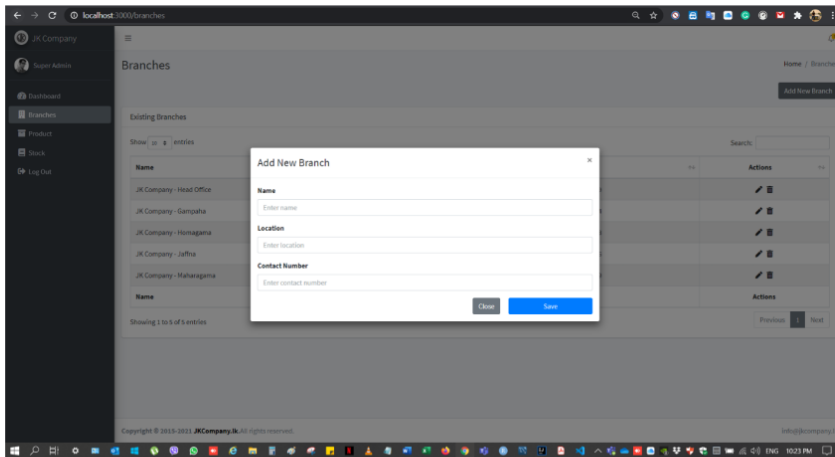 localhost:3000/branches
JK Company
Super Admin
Dashboard
Branches
Product
Stock
Log Out
Branches
Home / Branche
Add New Branch
Existing Branches
Show 10 entries
Search:
Name
Actions
JK Company - Head Office
JK Company - Gampaha
JK Company - Homagama
JK Company - Jaffna
JK Company - Maharagama
Name
Actions
Showing 1 to 5 of 5 entries
Previous 1 Next
Add New Branch
×
Name
Enter name
Location
Enter location
Contact Number
Enter contact number
Close
Save
Copyright © 2015-2021 JKCompany.lk. All rights reserved.
info@jkcompany.l
ENG 10:23 PM